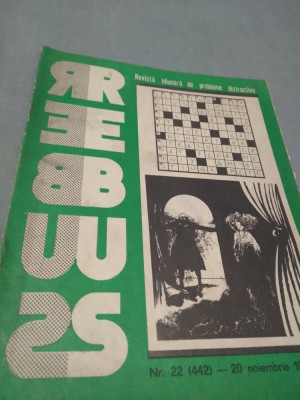 Revistă bilunară de probleme distractive
REBUS
Nr. 22 (442) — 20 noiembrie